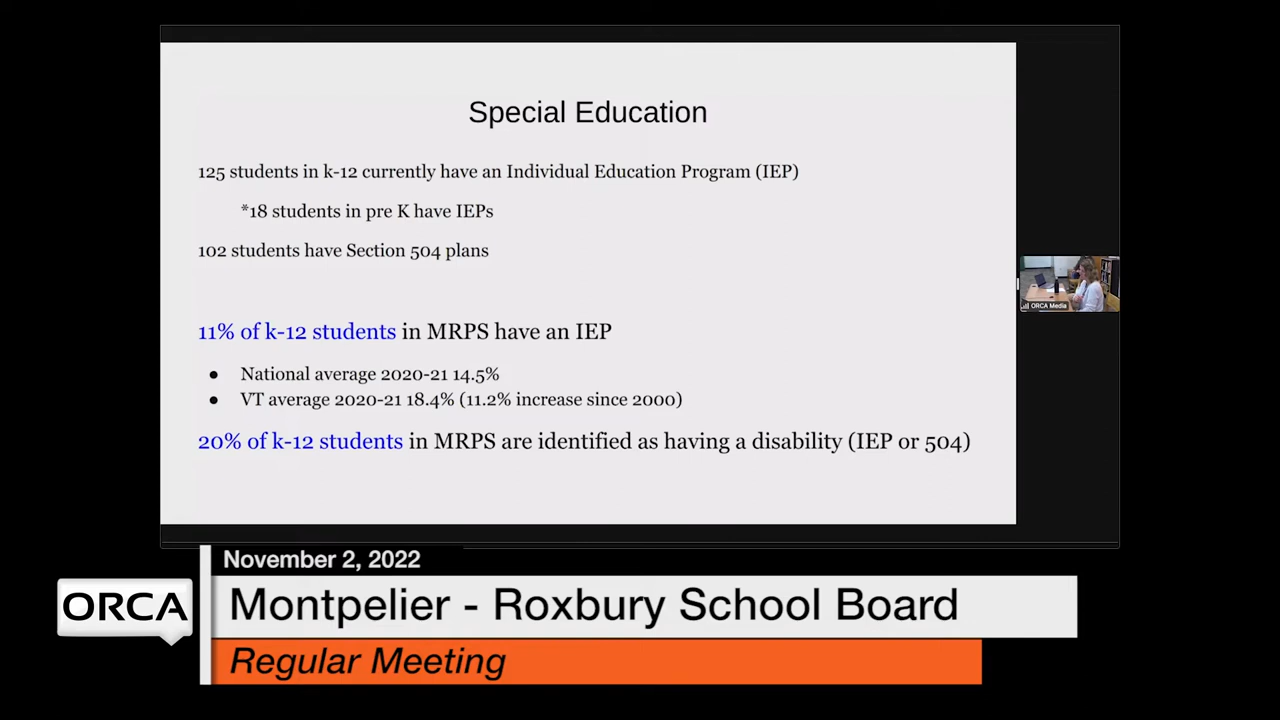 Special Education
125 students in k-12 currently have an Individual Education Program (IEP)
*18 students in pre K have IEPs
102 students have Section 504 plans
11% of k-12 students in MRPS have an IEP
● National average 2020-21 14.5%
● VT average 2020-21 18.4% (11.2% increase since 2000)
20% of k-12 students in MRPS are identified as having a disability (IEP or 504)
ORCA Media
November 2, 2022
ORCA
Montpelier - Roxbury School Board
Regular Meeting